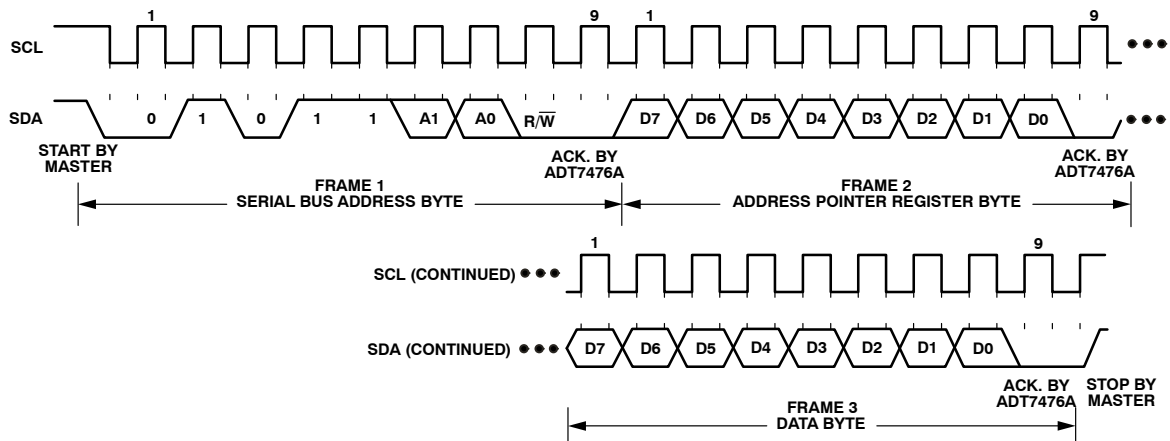 1 9 1 9
SCL
SDA 0 1 0 1 1 A1 A0 R/W̅ D7 D6 D5 D4 D3 D2 D1 D0
START BY
MASTER
ACK. BY
ADT7476A
ACK. BY
ADT7476A
FRAME 1
SERIAL BUS ADDRESS BYTE
FRAME 2
ADDRESS POINTER REGISTER BYTE
1 9
SCL (CONTINUED)
SDA (CONTINUED) D7 D6 D5 D4 D3 D2 D1 D0
ACK. BY
ADT7476A
STOP BY
MASTER
FRAME 3
DATA BYTE